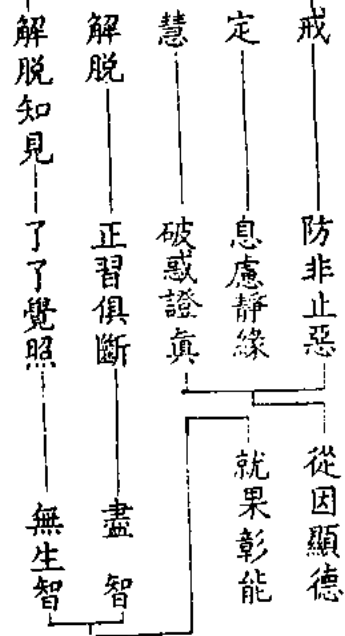 戒
防非止惡
定
息慮靜緣
慧
破惑證眞
從因顯德
解脫
正習俱斷
盡智
解脫知見
了了覺照
無生智
就果彰能